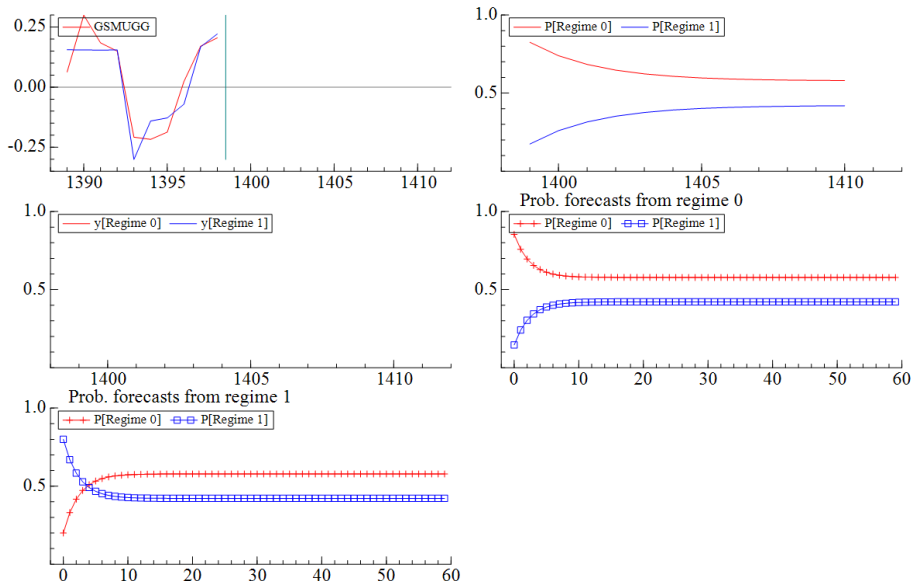 0.25
GSMUGG
0.00
-0.25
1390 1395 1400 1405 1410
1.0
P[Regime 0] P[Regime 1]
0.5
1400 1405 1410
1.0
y[Regime 0] y[Regime 1]
0.5
1400 1405 1410
Prob. forecasts from regime 0
1.0
P[Regime 0] P[Regime 1]
0.5
0 10 20 30 40 50 60
Prob. forecasts from regime 1
1.0
P[Regime 0] P[Regime 1]
0.5
0 10 20 30 40 50 60